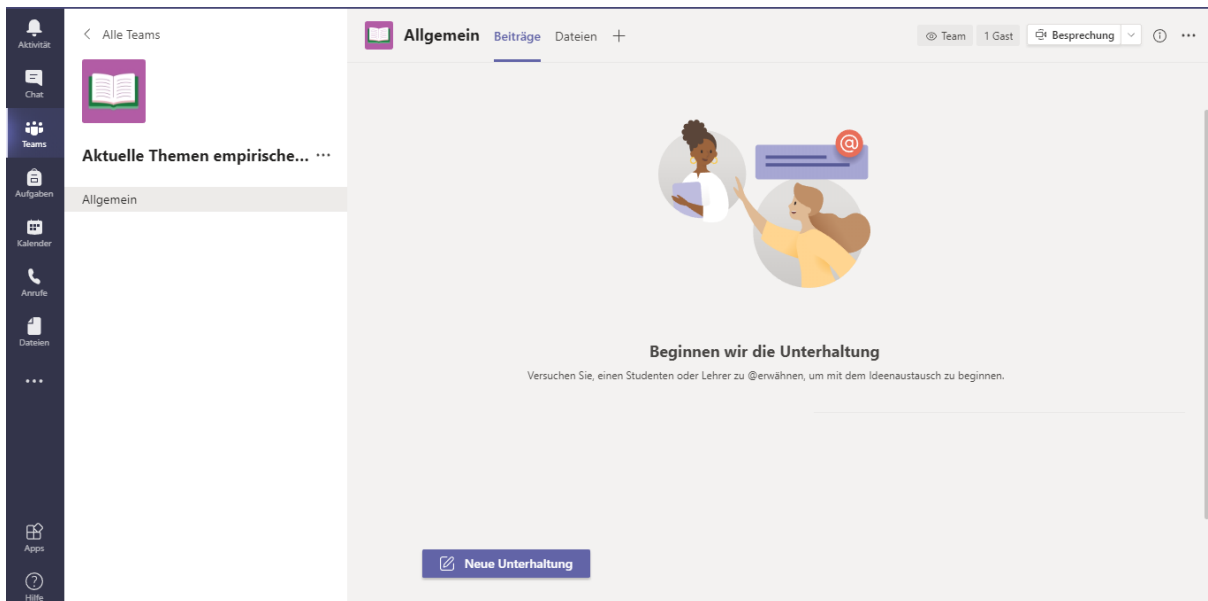 Aktivität
Chat
Teams
Aufgaben
Kalender
Anrufe
Dateien
Apps
Hilfe
Alle Teams
Aktuelle Themen empirische...
Allgemein
Allgemein Beiträge Dateien
Team 1 Gast Besprechung
@
Beginnen wir die Unterhaltung
Versuchen Sie, einen Studenten oder Lehrer zu @erwähnen, um mit dem Ideenaustausch zu beginnen.
Neue Unterhaltung